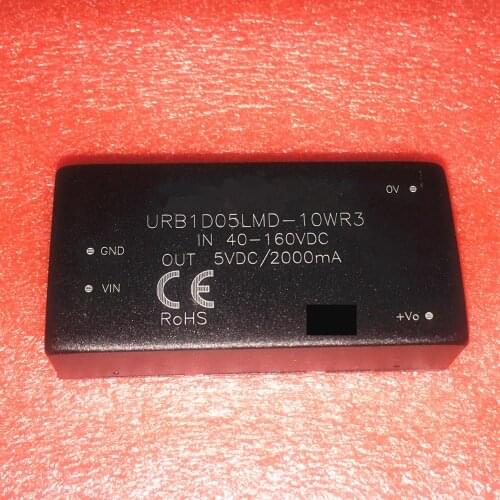 0V
URB1D05LMD-10WR3
IN 40-160VDC
GND
OUT 5VDC/2000mA
VIN
CE
RoHS
+Vo